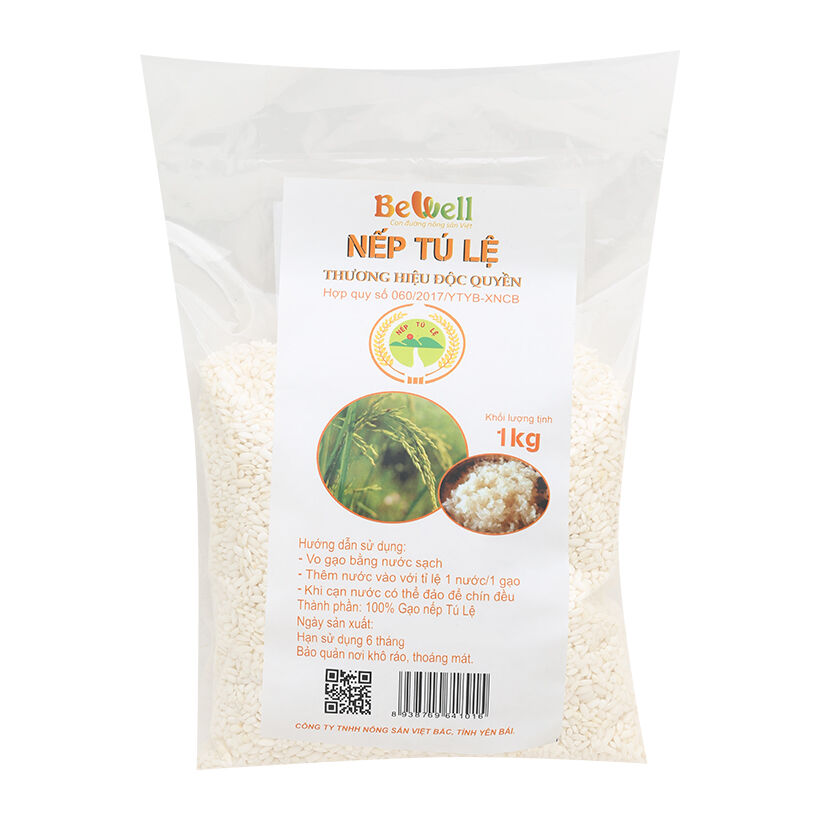 BeWell
Con đường nông sản Việt
NẾP TÚ LỆ
THƯƠNG HIỆU ĐỘC QUYỀN
Hợp quy số 060/2017/YTYB-XNCB
NẾP TÚ LỆ
Khối lượng tịnh
1kg
Hướng dẫn sử dụng:
- Vo gạo bằng nước sạch
- Thêm nước vào với tỉ lệ 1 nước/1 gạo
- Khi cạn nước có thể đảo để chín đều
Thành phần: 100% Gạo nếp Tú Lệ
Ngày sản xuất:
Hạn sử dụng 6 tháng
Bảo quản nơi khô ráo, thoáng mát.
8 938769 641016
CÔNG TY TNHH NÔNG SẢN VIỆT BẮC, TỈNH YÊN BÁI.